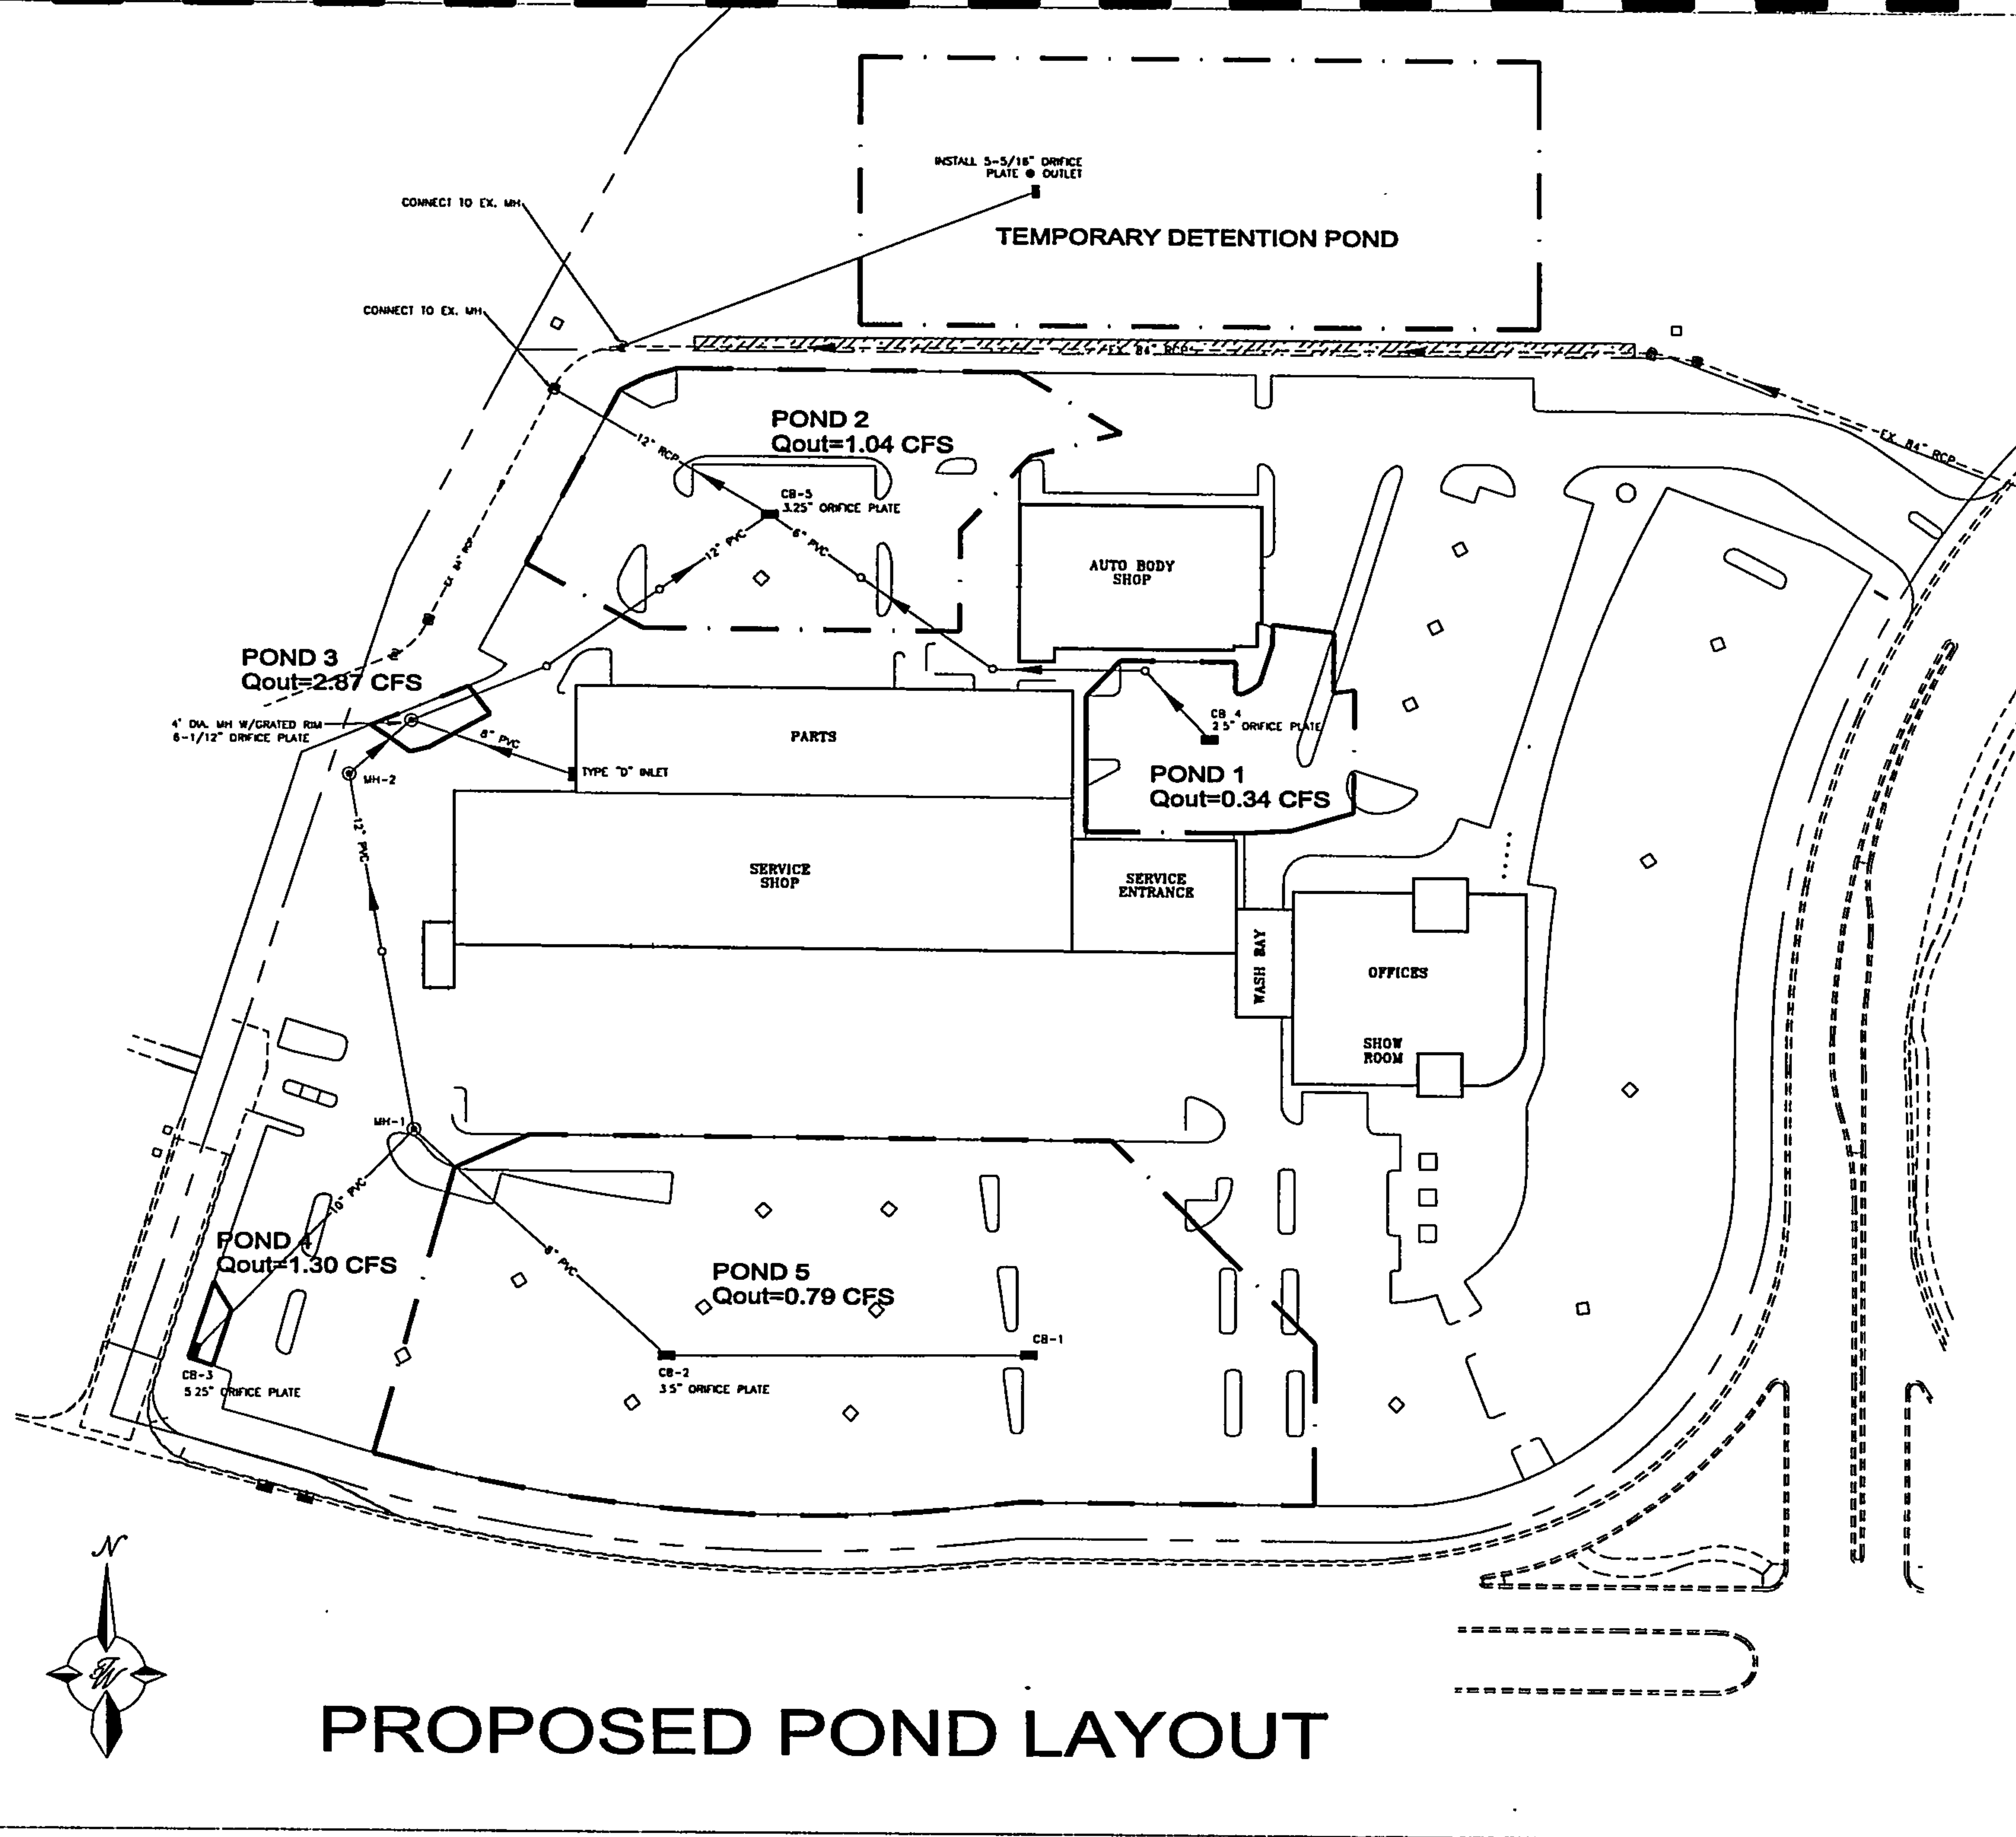 INSTALL 5-5/16" ORIFICE
PLATE @ OUTLET
CONNECT TO EX. MH
TEMPORARY DETENTION POND
CONNECT TO EX. MH
EX 84" RCP
POND 2
Qout=1.04 CFS
12" RCP
EX 84" RCP
CB-5
3.25" ORIFICE PLATE
12" PVC
6" PVC
EX 84" RCP
AUTO BODY
SHOP
POND 3
Qout=2.87 CFS
4' DIA. MH W/GRATED RIM
6-1/12" ORIFICE PLATE
8" PVC
CB 4
2 5" ORIFICE PLATE
PARTS
TYPE "D" INLET
MH-2
POND 1
Qout=0.34 CFS
12" PVC
SERVICE
SHOP
SERVICE
ENTRANCE
WASH BAY
OFFICES
SHOW
ROOM
MH-1
10" PVC
POND 4
Qout=1.30 CFS
8" PVC
POND 5
Qout=0.79 CFS
CB-1
CB-3
5 25" ORIFICE PLATE
CB-2
3.5" ORIFICE PLATE
N
PROPOSED POND LAYOUT